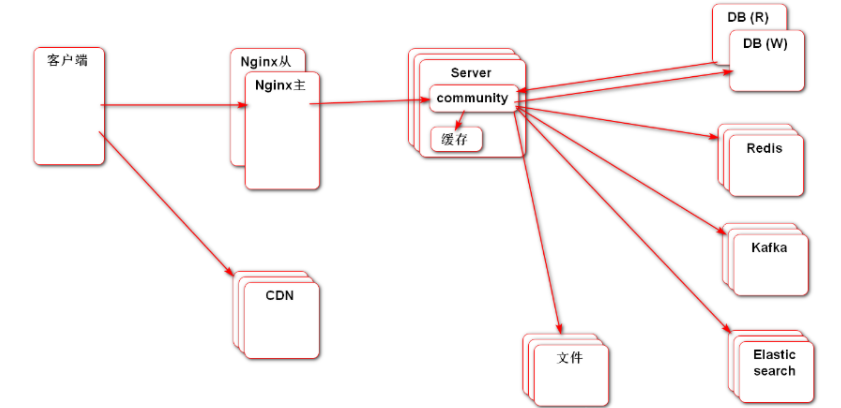 客户端
Nginx从
Nginx主
Server
community
缓存
DB (R)
DB (W)
Redis
Kafka
Elastic
search
文件
CDN